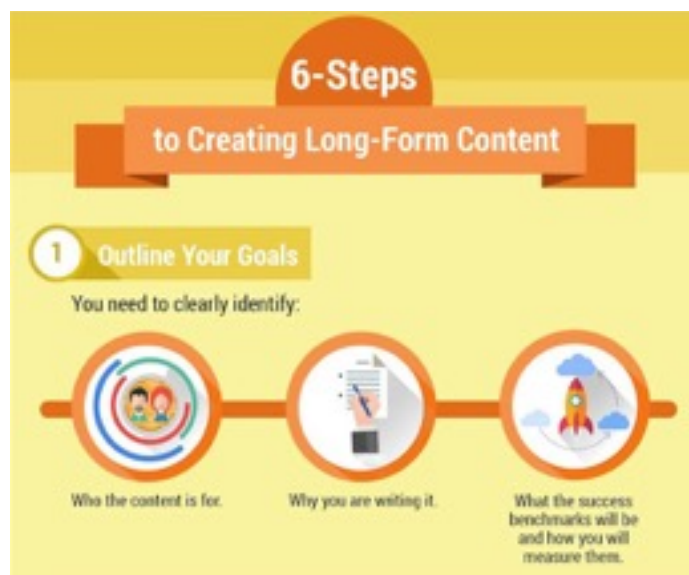 6-Steps
to Creating Long-Form Content
1
Outline Your Goals
You need to clearly identify:
Who the content is for.
Why you are writing it.
What the success
benchmarks will be
and how you will
measure them.